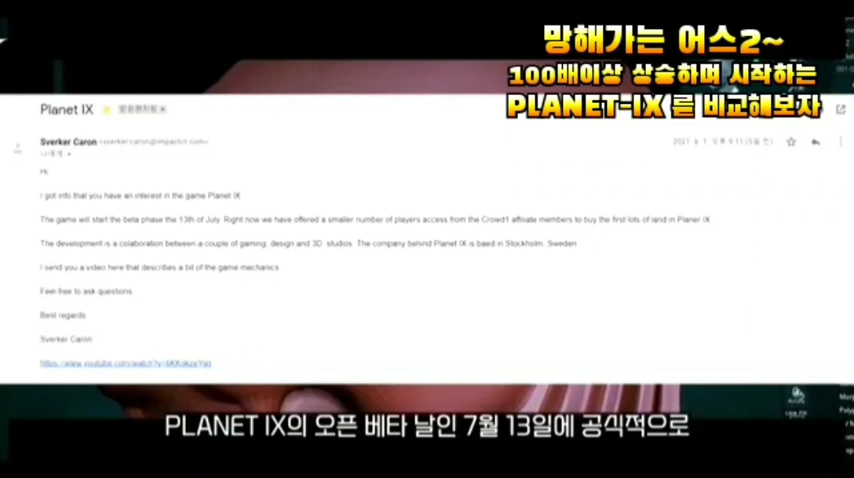 망해가는 어스2~
100배이상 상승하며 시작하는
PLANET-IX 를 비교해보자
Planet IX
Sverker Caron <sverker.caron@impactct.com>
나에게
Hi
I got info that you have an interest in the game Planet IX
The game will start the beta phase the 13th of July. Right now we have offered a smaller number of players access from the Crowd1 affiliate members to buy the first lots of land in Planer IX
The development is a colaboration between a couple of gaming, design and 3D studios. The company behind Planet IX is baed in Stockholm, Sweden
I send you a video here that describes a bit of the game mechanics
Feel free to ask questions
Best regards
Sverker Caron
PLANET IX의 오픈 베타 날인 7월 13일에 공식적으로